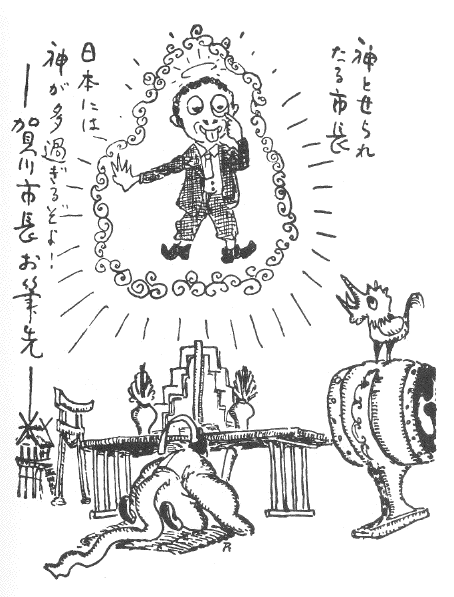 神とせられ
たる市長
日本には
神が多過ぎるぞよ!
―賀川市長お筆先―
R